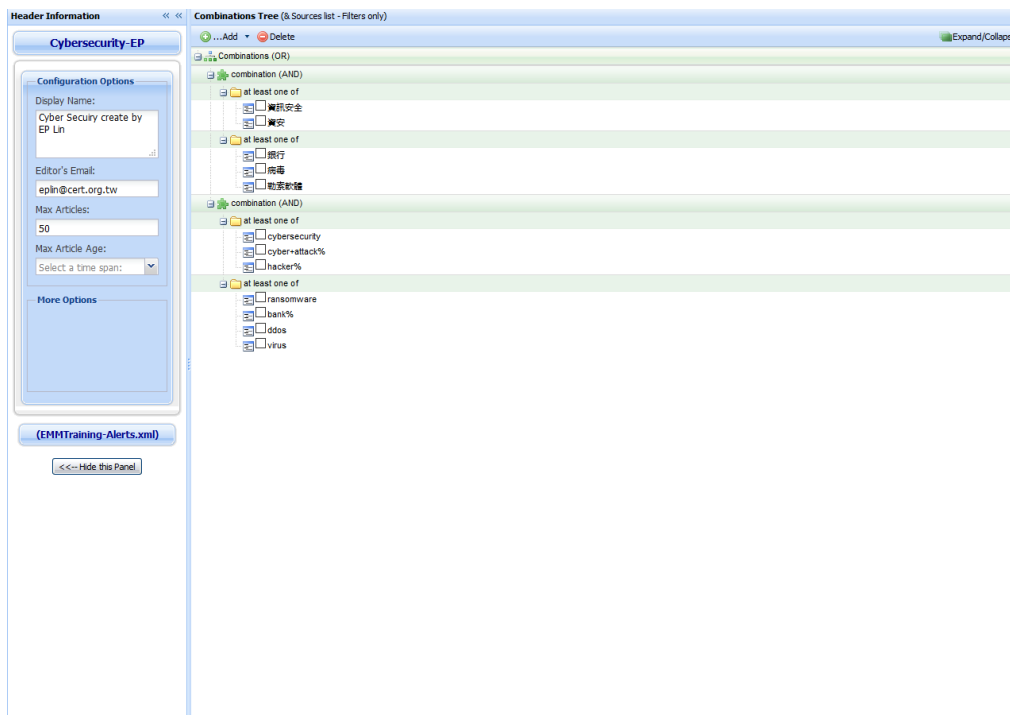 Header Information
Cybersecurity-EP
Configuration Options
Display Name:
Cyber Secuiry create by
EP Lin
Editor's Email:
eplin@cert.org.tw
Max Articles:
50
Max Article Age:
Select a time span:
More Options
(EMMTraining-Alerts.xml)
<<-- Hide this Panel
Combinations Tree (& Sources list - Filters only)
...Add Delete Expand/Collaps
Combinations (OR)
combination (AND)
at least one of
資訊安全
資安
at least one of
銀行
病毒
勒索軟體
combination (AND)
at least one of
cybersecurity
cyber+attack%
hacker%
at least one of
ransomware
bank%
ddos
virus